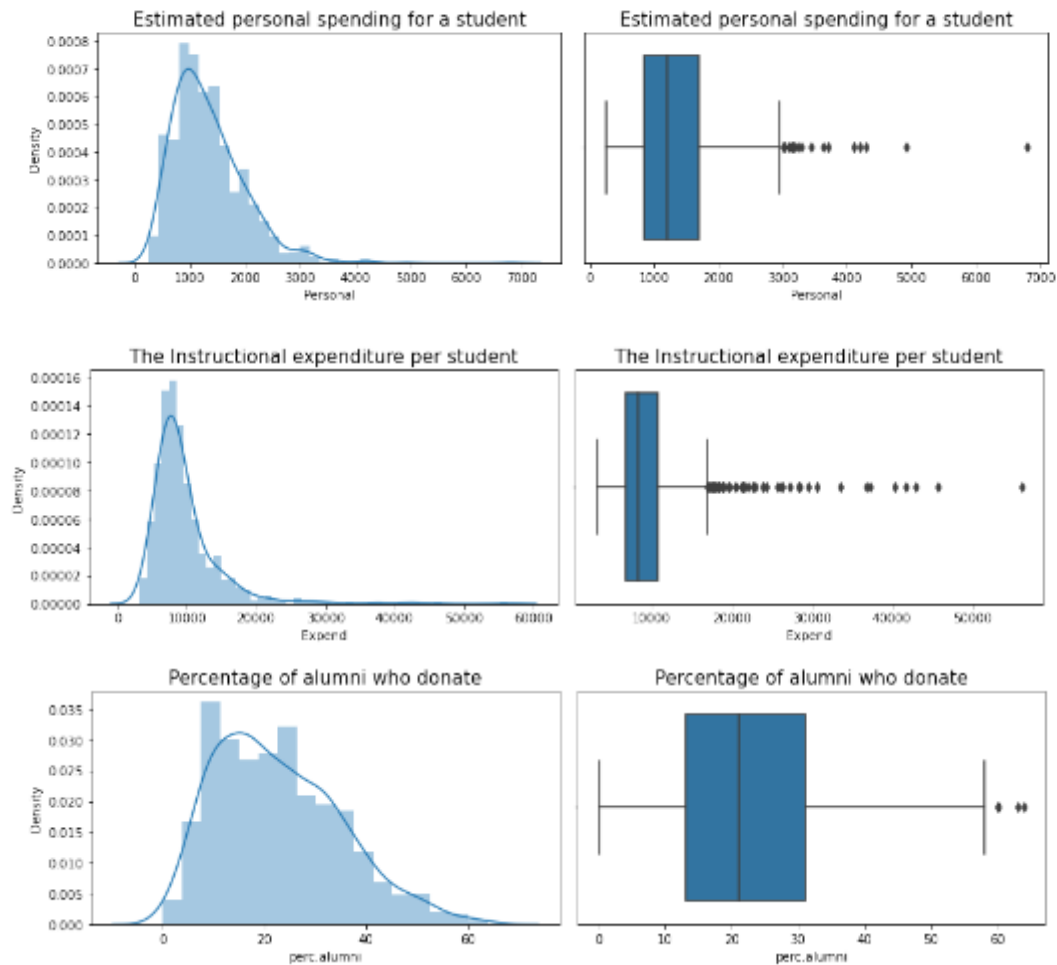 Estimated personal spending for a student
0.0008
0.0007
0.0006
0.0005
0.0004
0.0003
0.0002
0.0001
0.0000
Density
0 1000 2000 3000 4000 5000 6000 7000
Personal
Estimated personal spending for a student
0 1000 2000 3000 4000 5000 6000 7000
Personal
The Instructional expenditure per student
0.00016
0.00014
0.00012
0.00010
0.00008
0.00006
0.00004
0.00002
0.00000
Density
0 10000 20000 30000 40000 50000 60000
Expend
The Instructional expenditure per student
10000 20000 30000 40000 50000
Expend
Percentage of alumni who donate
0.035
0.030
0.025
0.020
0.015
0.010
0.005
0.000
Density
0 20 40 60
perc.alumni
Percentage of alumni who donate
0 10 20 30 40 50 60
perc.alumni